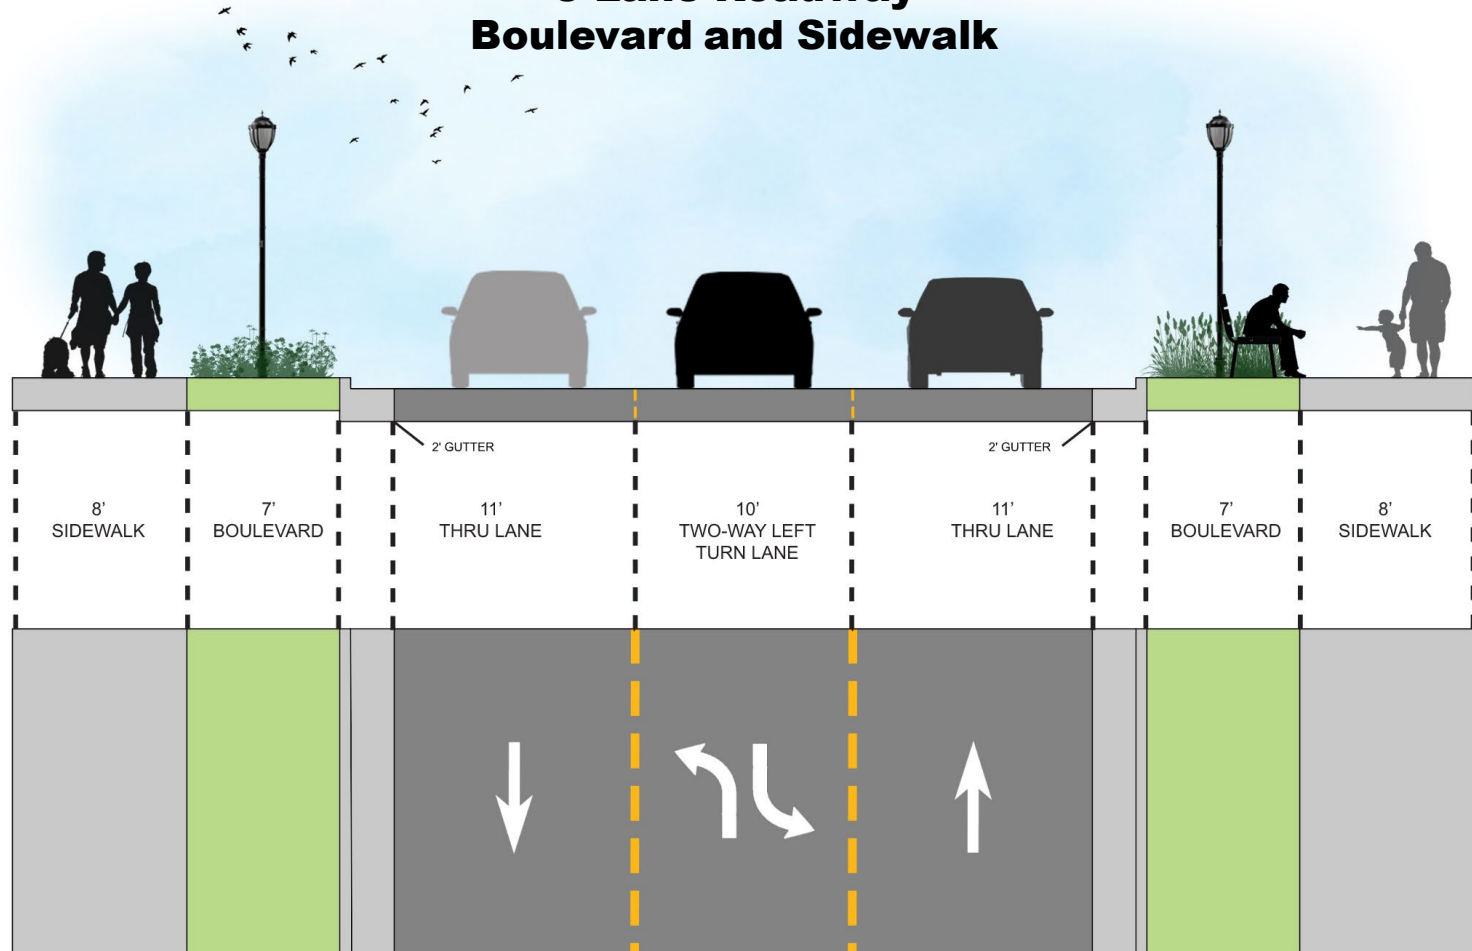 Boulevard and Sidewalk
2' GUTTER
2' GUTTER
8’
SIDEWALK
7’
BOULEVARD
11’
THRU LANE
10’
TWO-WAY LEFT
TURN LANE
11’
THRU LANE
7’
BOULEVARD
8’
SIDEWALK